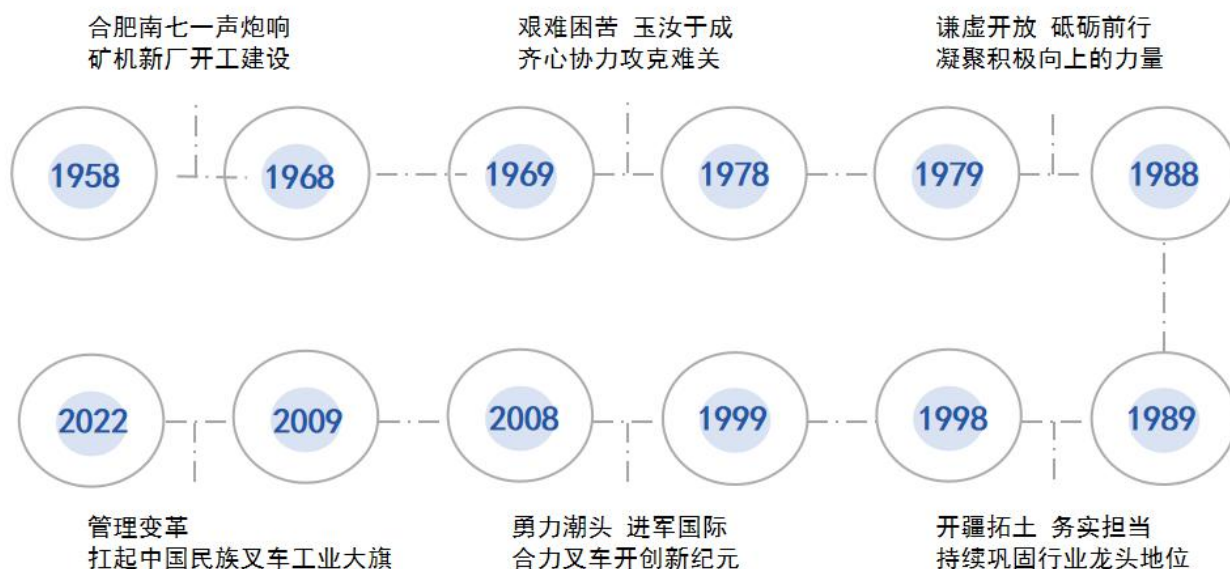 合肥南七一声炮响
矿机新厂开工建设
艰难困苦 玉汝于成
齐心协力攻克难关
谦虚开放 砥砺前行
凝聚积极向上的力量
1958
1968
1969
1978
1979
1988
2022
2009
2008
1999
1998
1989
管理变革
扛起中国民族叉车工业大旗
勇力潮头 进军国际
合力叉车开创新纪元
开疆拓土 务实担当
持续巩固行业龙头地位